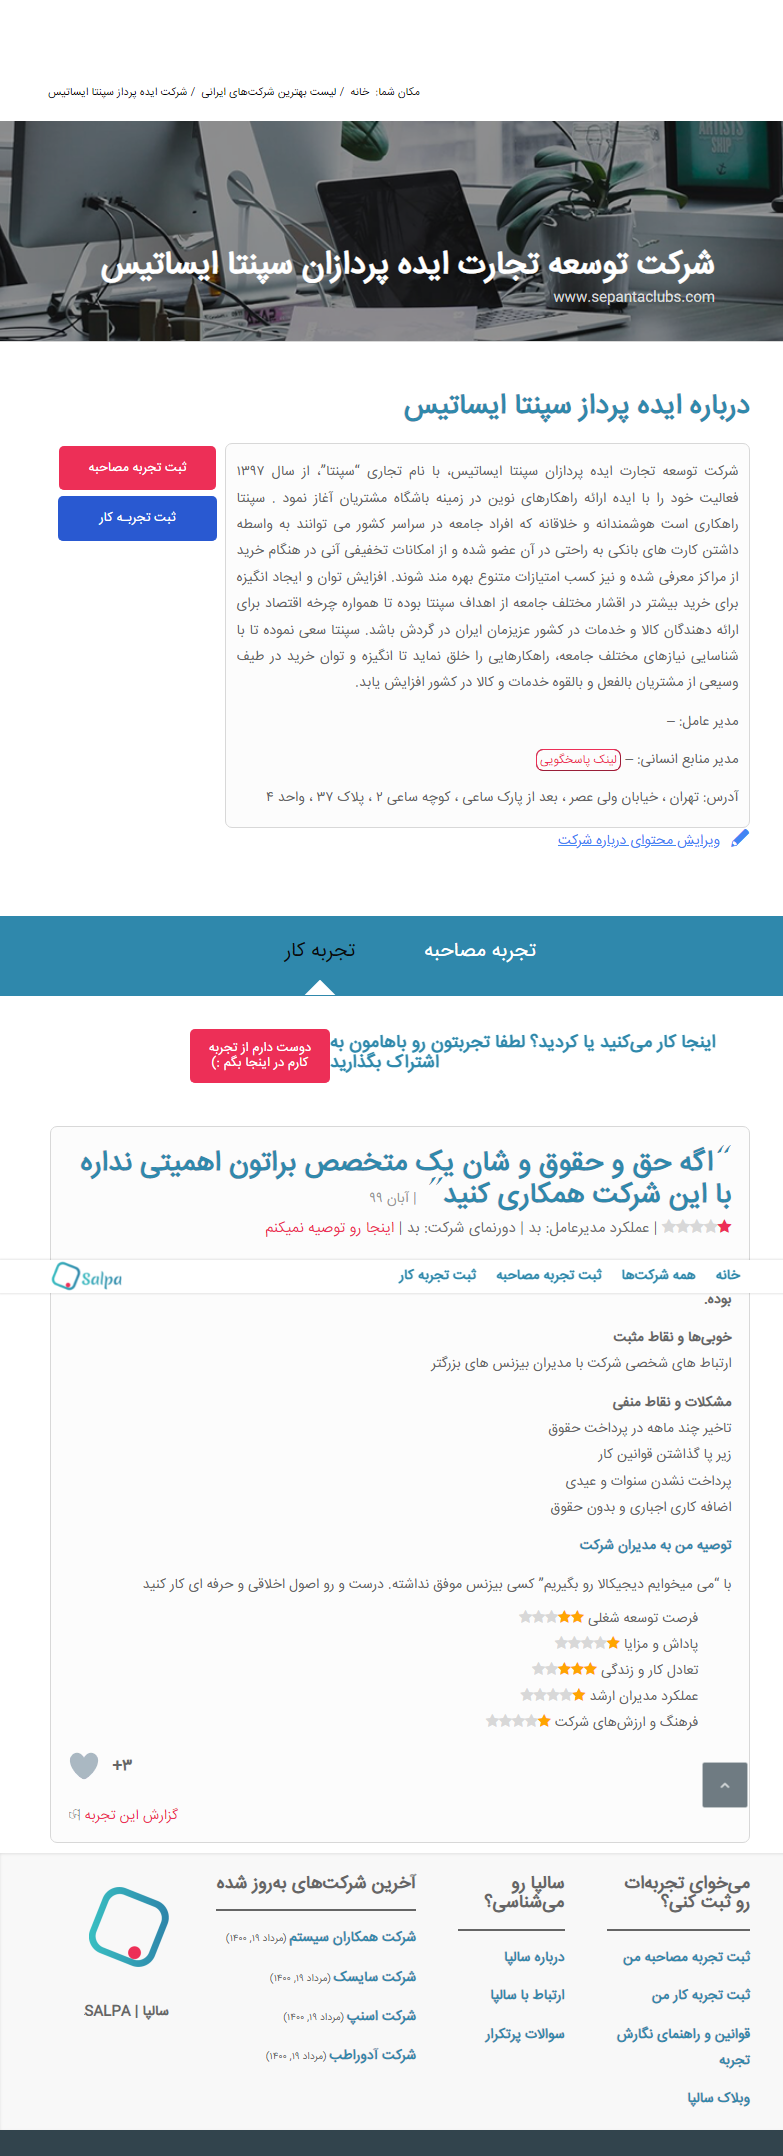 مکان شما: خانه / لیست بهترین شرکت‌های ایرانی / شرکت ایده پرداز سپنتا ایساتیس
ARTISTS
SHIP
شرکت توسعه تجارت ایده پردازان سپنتا ایساتیس
www.sepantaclubs.com
درباره ایده پرداز سپنتا ایساتیس
شرکت توسعه تجارت ایده پردازان سپنتا ایساتیس، با نام تجاری “سپنتا”، از سال ۱۳۹۷
فعالیت خود را با ایده ارائه راهکارهای نوین در زمینه باشگاه مشتریان آغاز نمود . سپنتا
راهکاری است هوشمندانه و خلاقانه که افراد جامعه در سراسر کشور می توانند به واسطه
داشتن کارت های بانکی به راحتی در آن عضو شده و از امکانات تخفیفی آنی در هنگام خرید
از مراکز معرفی شده و نیز کسب امتیازات متنوع بهره مند شوند. افزایش توان و ایجاد انگیزه
برای خرید بیشتر در اقشار مختلف جامعه از اهداف سپنتا بوده تا همواره چرخه اقتصاد برای
ارائه دهندگان کالا و خدمات در کشور عزیزمان ایران در گردش باشد. سپنتا سعی نموده تا با
شناسایی نیازهای مختلف جامعه، راهکارهایی را خلق نماید تا انگیزه و توان خرید در طیف
وسیعی از مشتریان بالفعل و بالقوه خدمات و کالا در کشور افزایش یابد.
مدیر عامل: –
مدیر منابع انسانی: – لینک پاسخگویی
آدرس: تهران ، خیابان ولی عصر ، بعد از پارک ساعی ، کوچه ساعی ۲ ، پلاک ۳۷ ، واحد ۴
ویرایش محتوای درباره شرکت
ثبت تجربه مصاحبه
ثبت تجربـه کار
تجربه مصاحبه
تجربه کار
اینجا کار می‌کنید یا کردید؟ لطفا تجربتون رو باهامون به
اشتراک بگذارید
دوست دارم از تجربه
کارم در اینجا بگم :)
“اگه حق و حقوق و شان یک متخصص براتون اهمیتی نداره
با این شرکت همکاری کنید” | آبان ۹۹
| عملکرد مدیرعامل: بد | دورنمای شرکت: بد | اینجا رو توصیه نمیکنم
خانه
همه شرکت‌ها
ثبت تجربه مصاحبه
ثبت تجربه کار
Salpa
بوده.
خوبی‌ها و نقاط مثبت
ارتباط های شخصی شرکت با مدیران بیزنس های بزرگتر
مشکلات و نقاط منفی
تاخیر چند ماهه در پرداخت حقوق
زیر پا گذاشتن قوانین کار
پرداخت نشدن سنوات و عیدی
اضافه کاری اجباری و بدون حقوق
توصیه من به مدیران شرکت
با “می میخوایم دیجیکالا رو بگیریم” کسی بیزنس موفق نداشته. درست و رو اصول اخلاقی و حرفه ای کار کنید
فرصت توسعه شغلی
پاداش و مزایا
تعادل کار و زندگی
عملکرد مدیران ارشد
فرهنگ و ارزش‌های شرکت
+۳
گزارش این تجربه
می‌خوای تجربه‌ات
رو ثبت کنی؟
ثبت تجربه مصاحبه من
ثبت تجربه کار من
قوانین و راهنمای نگارش
تجربه
وبلاک سالپا
سالپا رو
می‌شناسی؟
درباره سالپا
ارتباط با سالپا
سوالات پرتکرار
آخرین شرکت‌های به‌روز شده
شرکت همکاران سیستم (مرداد ۱۹, ۱۴۰۰)
شرکت سایسک (مرداد ۱۹, ۱۴۰۰)
شرکت اسنپ (مرداد ۱۹, ۱۴۰۰)
شرکت آدوراطب (مرداد ۱۹, ۱۴۰۰)
سالپا | SALPA